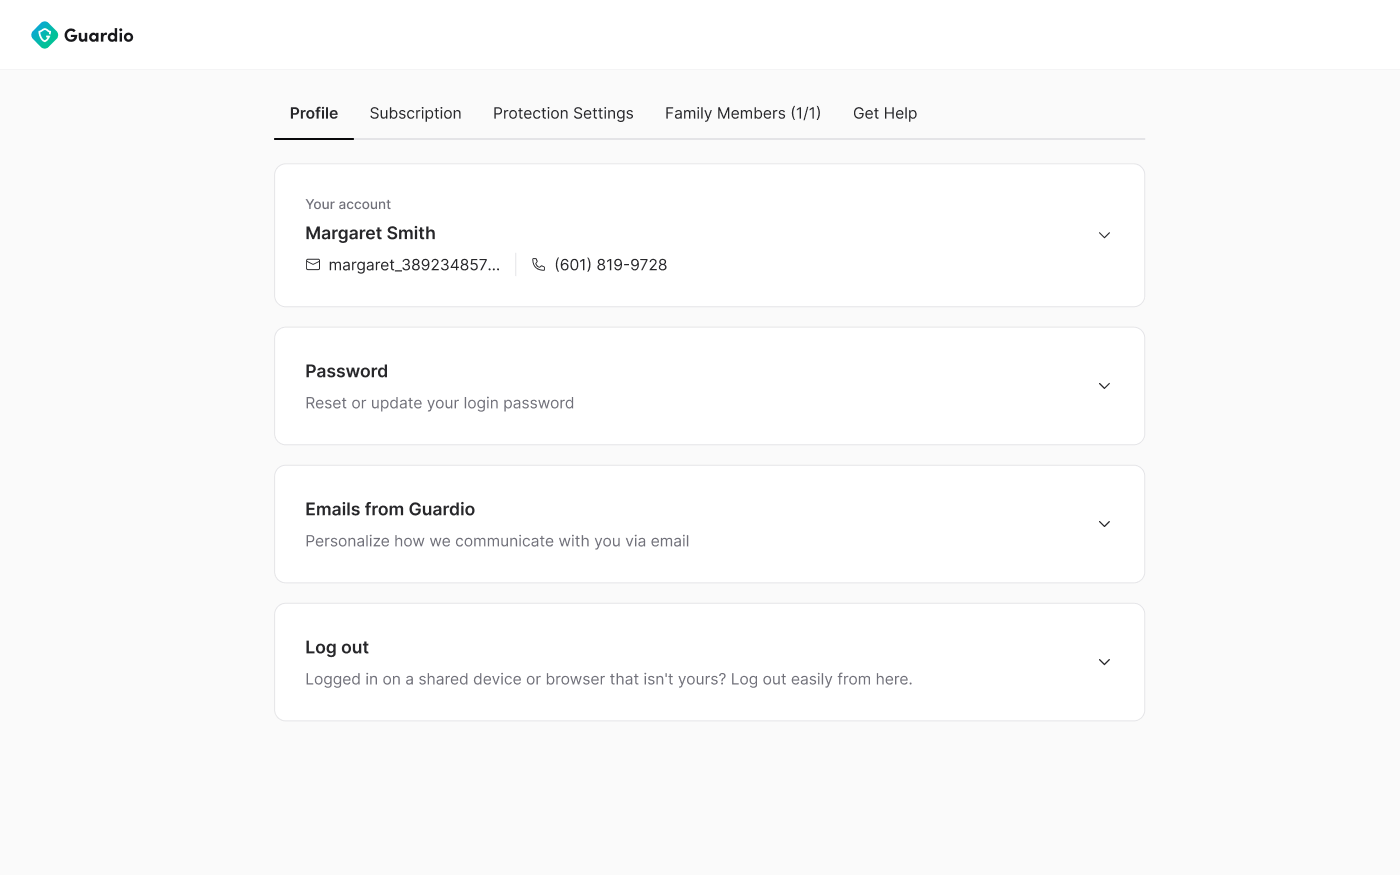 Guardio
Profile Subscription Protection Settings Family Members (1/1) Get Help
Your account
Margaret Smith
margaret_389234857... (601) 819-9728
Password
Reset or update your login password
Emails from Guardio
Personalize how we communicate with you via email
Log out
Logged in on a shared device or browser that isn't yours? Log out easily from here.